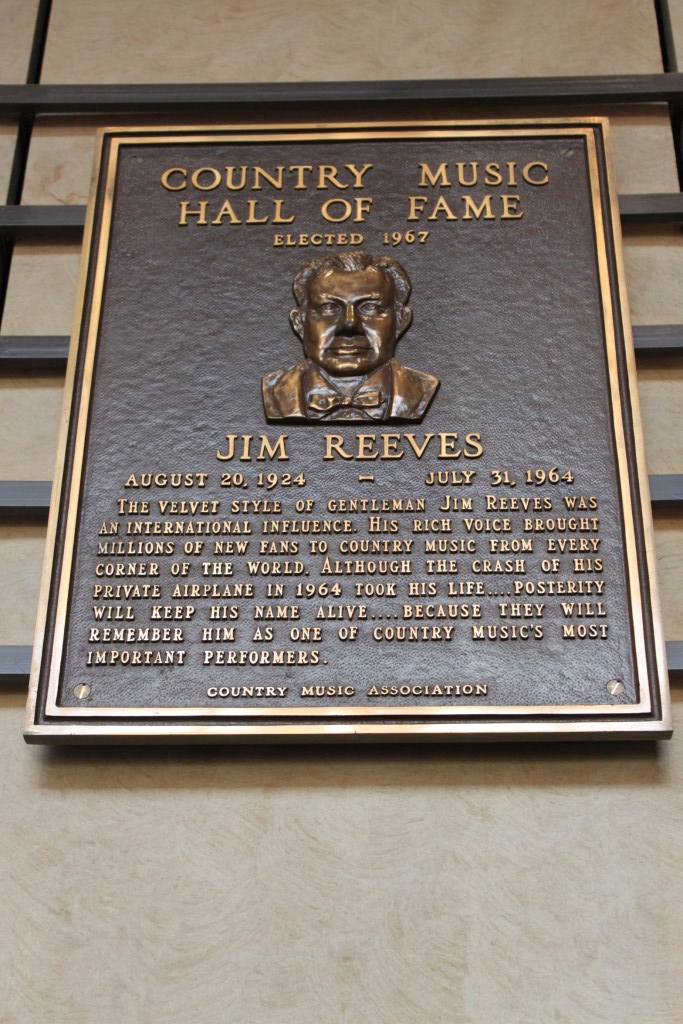 COUNTRY MUSIC
HALL OF FAME
ELECTED 1967
JIM REEVES
AUGUST 20, 1924 – JULY 31, 1964
THE VELVET STYLE OF GENTLEMAN JIM REEVES WAS
AN INTERNATIONAL INFLUENCE. HIS RICH VOICE BROUGHT
MILLIONS OF NEW FANS TO COUNTRY MUSIC FROM EVERY
CORNER OF THE WORLD. ALTHOUGH THE CRASH OF HIS
PRIVATE AIRPLANE IN 1964 TOOK HIS LIFE....POSTERITY
WILL KEEP HIS NAME ALIVE....BECAUSE THEY WILL
REMEMBER HIM AS ONE OF COUNTRY MUSIC'S MOST
IMPORTANT PERFORMERS.
COUNTRY MUSIC ASSOCIATION